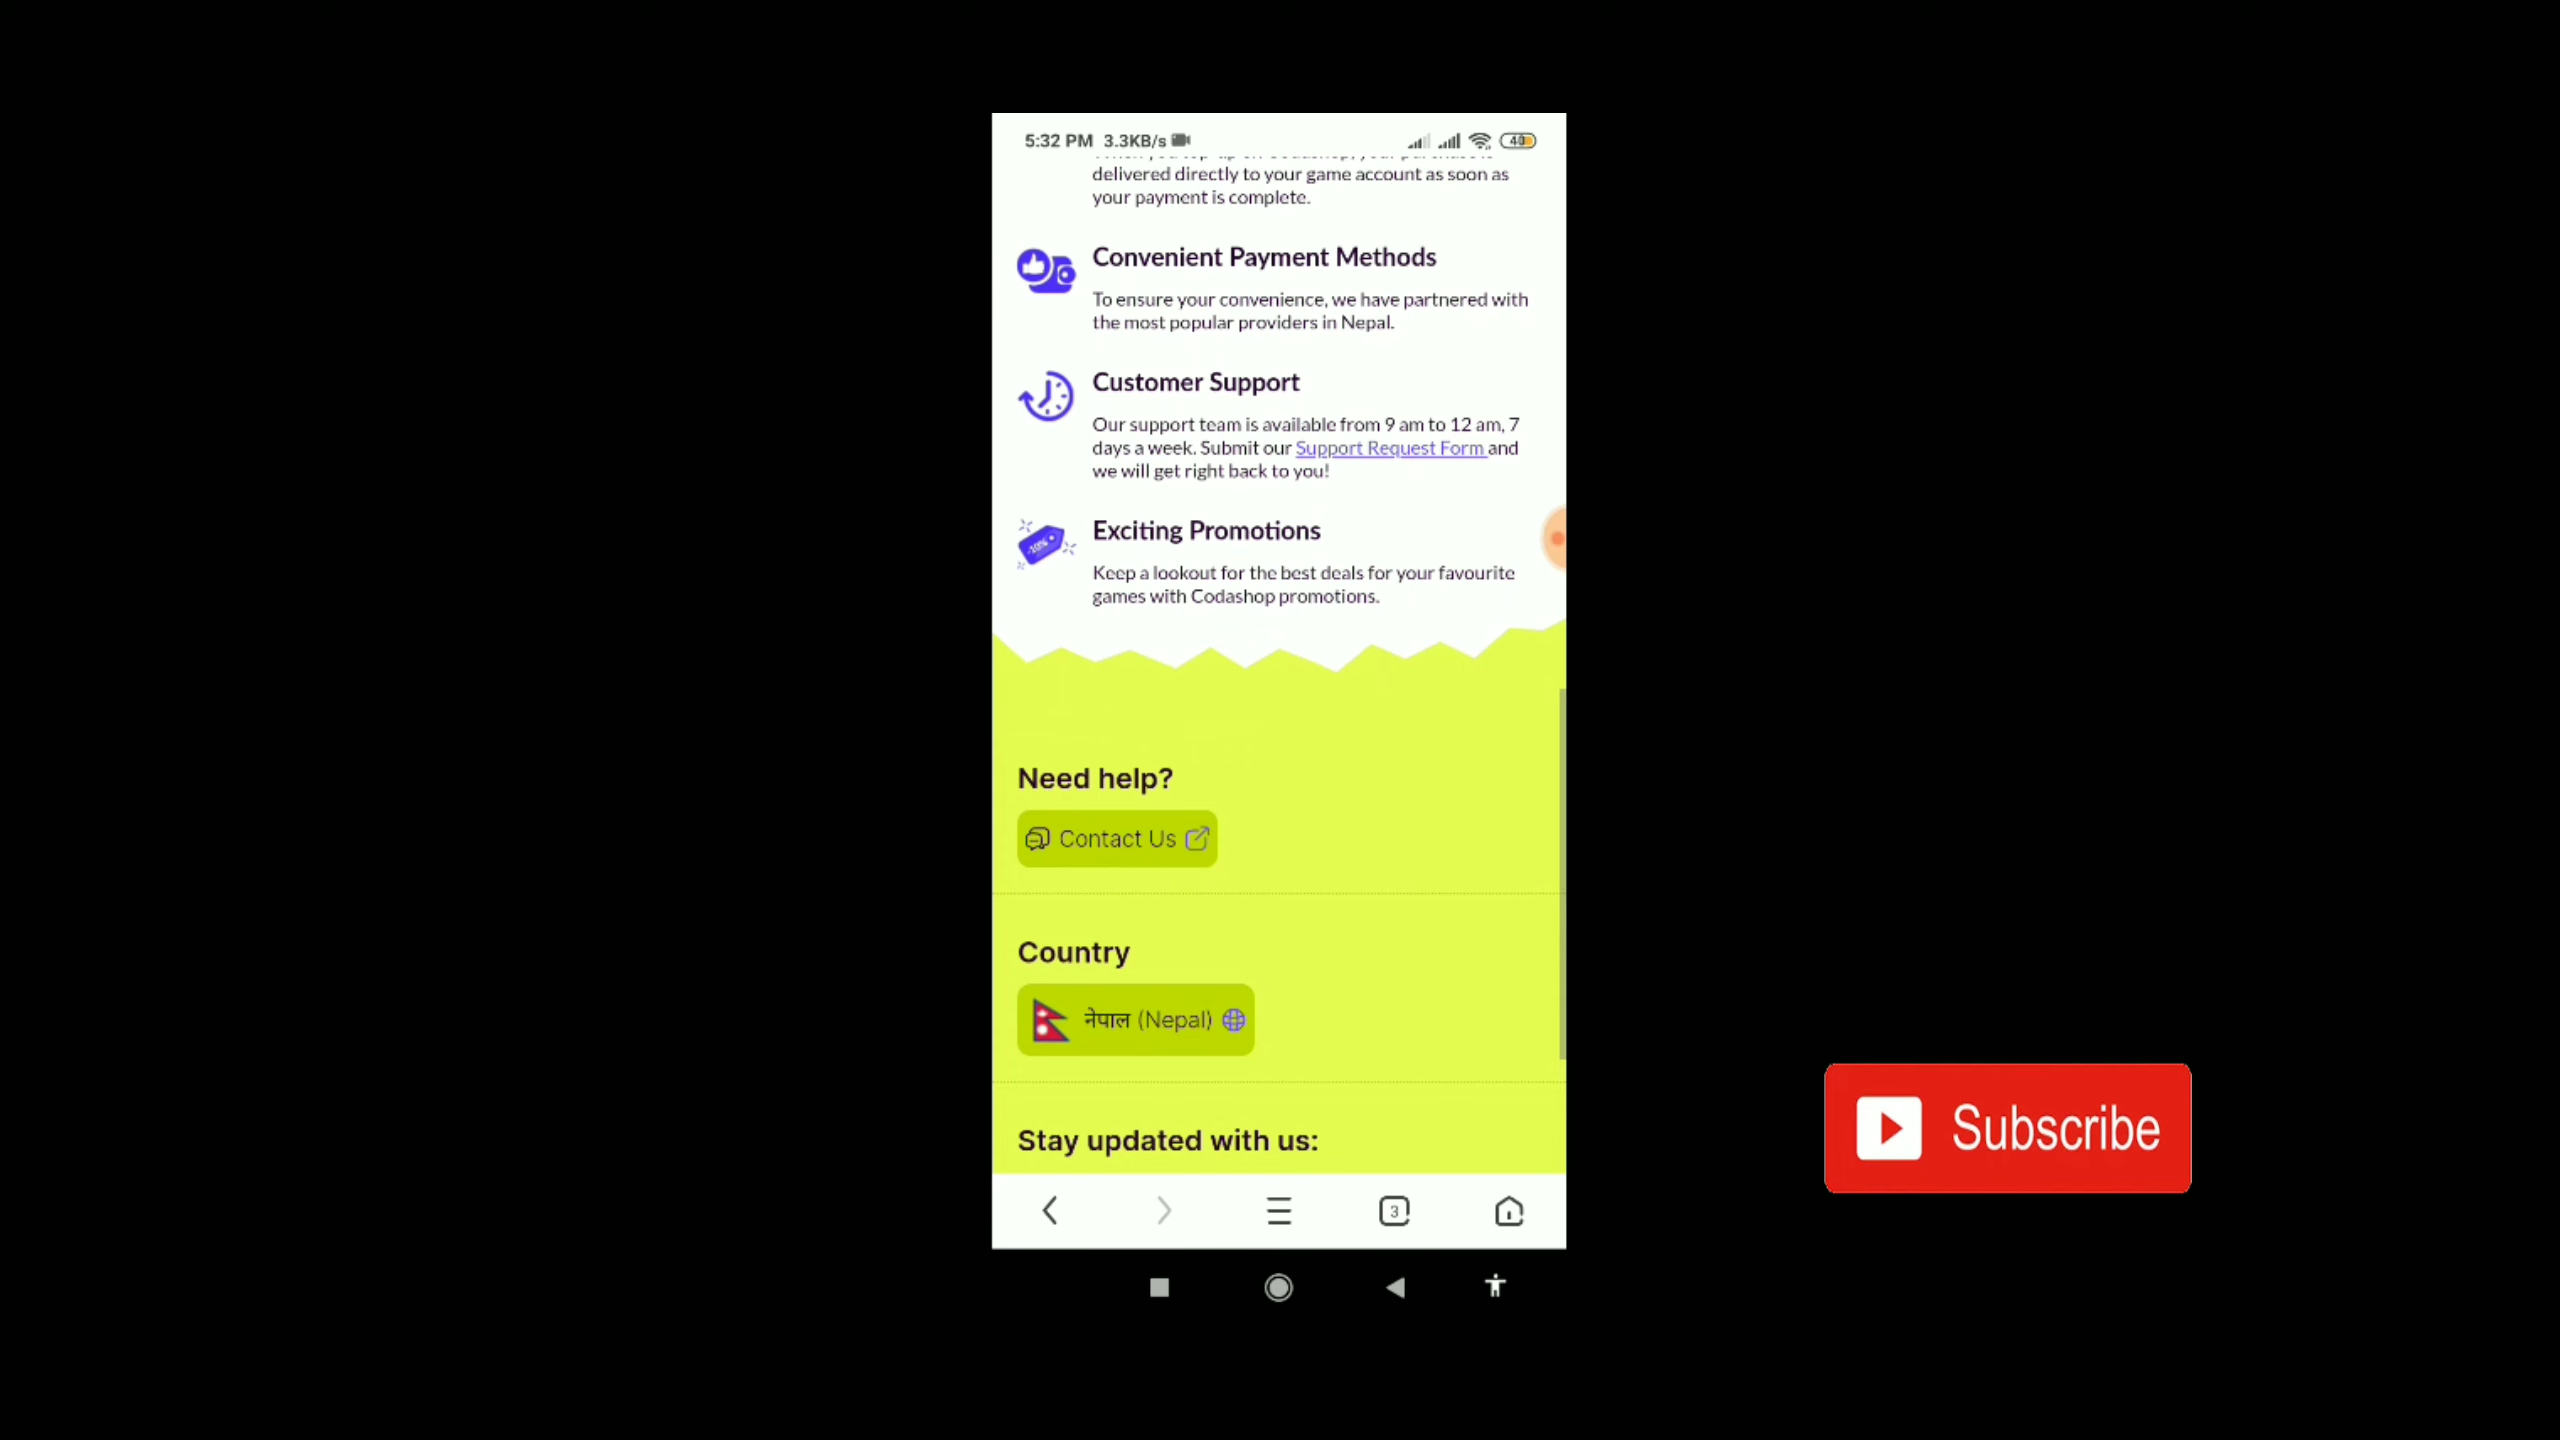 5:32 PM 3.3KB/s
40
delivered directly to your game account as soon as
your payment is complete.
Convenient Payment Methods
To ensure your convenience, we have partnered with
the most popular providers in Nepal.
Customer Support
Our support team is available from 9 am to 12 am, 7
days a week. Submit our Support Request Form and
we will get right back to you!
-10%
Exciting Promotions
Keep a lookout for the best deals for your favourite
games with Codashop promotions.
Need help?
Contact Us
Country
नेपाल (Nepal)
Stay updated with us:
3
Subscribe